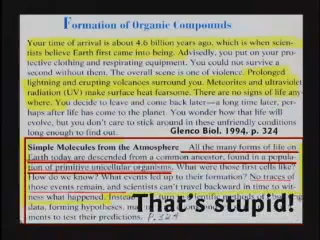 Formation of Organic Compounds
Your time of arrival is about 4.6 billion years ago, which is when scien-
tists believe Earth first came into being. Advisedly, you put on your pro-
tective clothing and respirating equipment. You could not survive a
second without them. The overall scene is one of violence. Prolonged
lightning and erupting volcanoes surround you. Meteorites and ultraviolet
radiation (UV) make surface heat fearsome. There are no signs of life any-
where. You decide to leave and come back later—a long time later, per-
haps after life has come to the planet. You wonder how that life will
evolve, but you don't care to stick around in these unfriendly conditions
long enough to find out.
Glenco Biol. 1994, p. 324
Simple Molecules from the Atmosphere All the many forms of life on
Earth today are descended from a common ancestor, found in a popula-
tion of primitive unicellular organisms. What were those first cells like?
How do we know? What events led up to their formation? No traces of
those events remain, and scientists can't travel backward in time to wit-
ness what happened. Instead
ing data, forming hypotheses,
ments to test their predictions. p.324
That's stupid!